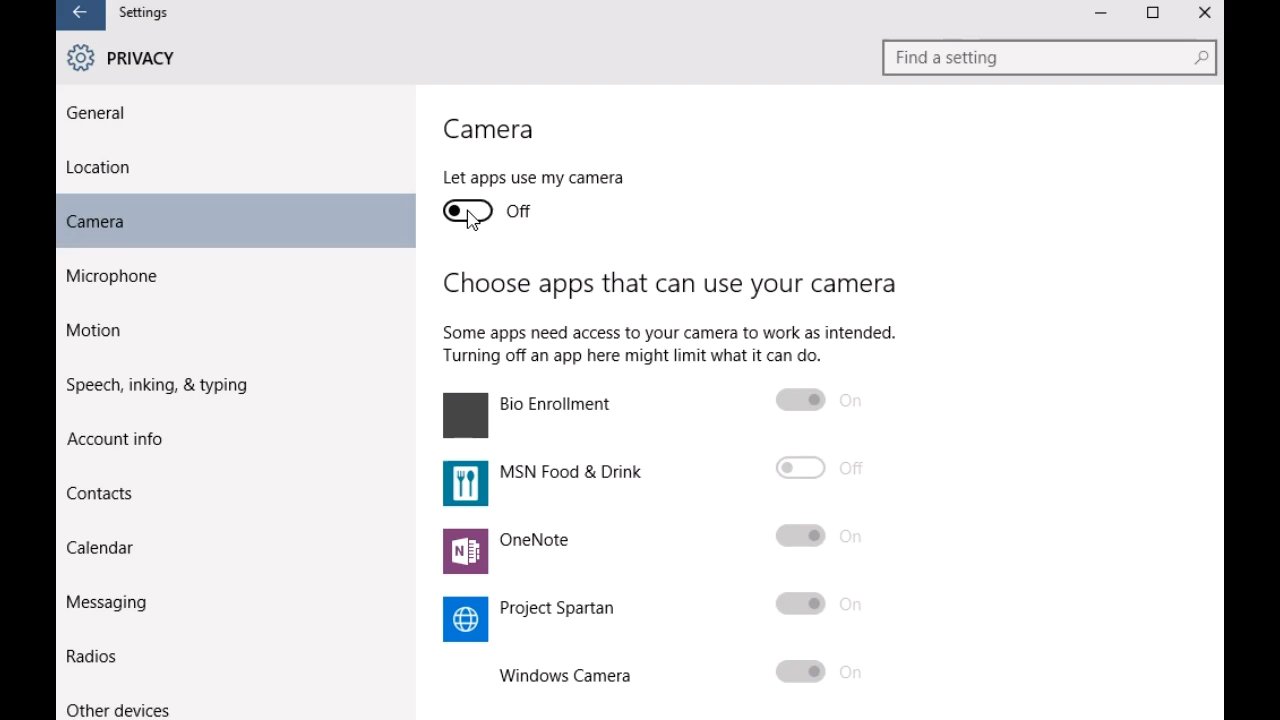 Settings
PRIVACY
Find a setting
General
Location
Camera
Microphone
Motion
Speech, inking, & typing
Account info
Contacts
Calendar
Messaging
Radios
Other devices
Camera
Let apps use my camera
Off
Choose apps that can use your camera
Some apps need access to your camera to work as intended.
Turning off an app here might limit what it can do.
Bio Enrollment On
MSN Food & Drink Off
N OneNote On
Project Spartan On
Windows Camera On